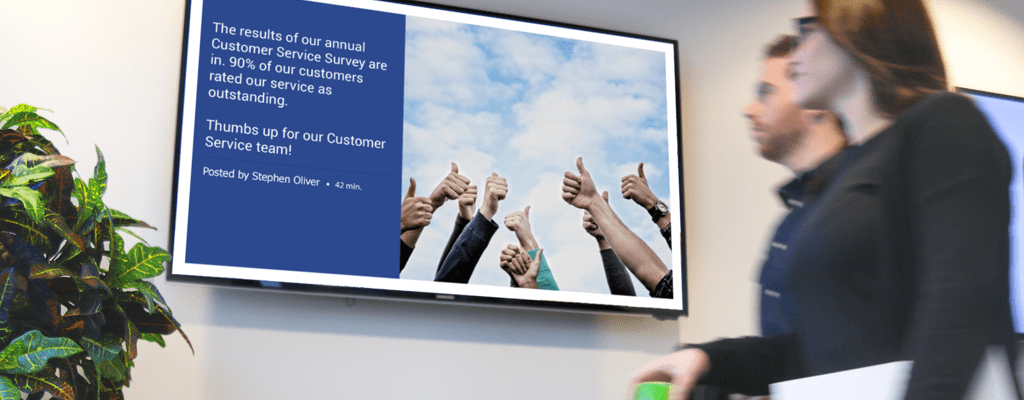 The results of our annual
Customer Service Survey are
in. 90% of our customers
rated our service as
outstanding.
Thumbs up for our Customer
Service team!
Posted by Stephen Oliver • 42 min.